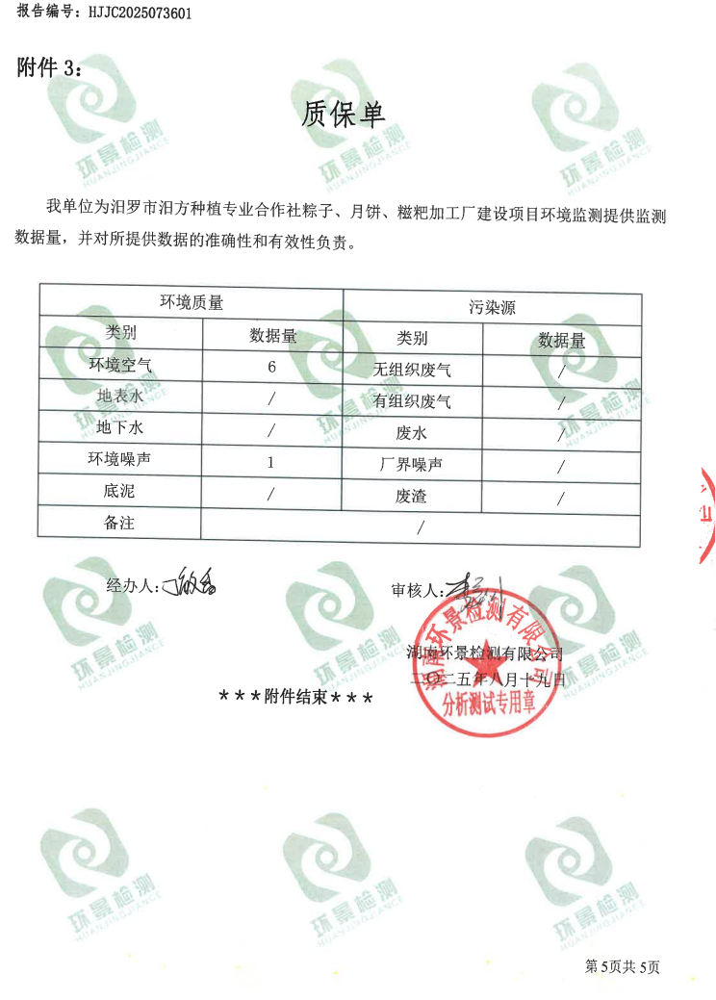 报告编号：HJJC2025073601
附件 3：
质保单
我单位为汨罗市汨方种植专业合作社粽子、月饼、糍粑加工厂建设项目环境监测提供监测
数据量，并对所提供数据的准确性和有效性负责。
环境质量 污染源
类别 数据量 类别 数据量
环境空气 6 无组织废气 /
地表水 / 有组织废气 /
地下水 / 废水 /
环境噪声 1 厂界噪声 /
底泥 / 废渣 /
备注 /
经办人： 审核人：
湖南环景检测有限公司
二〇二五年八月十九日
湖南环景检测有限公司
分析测试专用章
***附件结束***
环景检测
HUANJINGJIANCE
第 5页共 5页